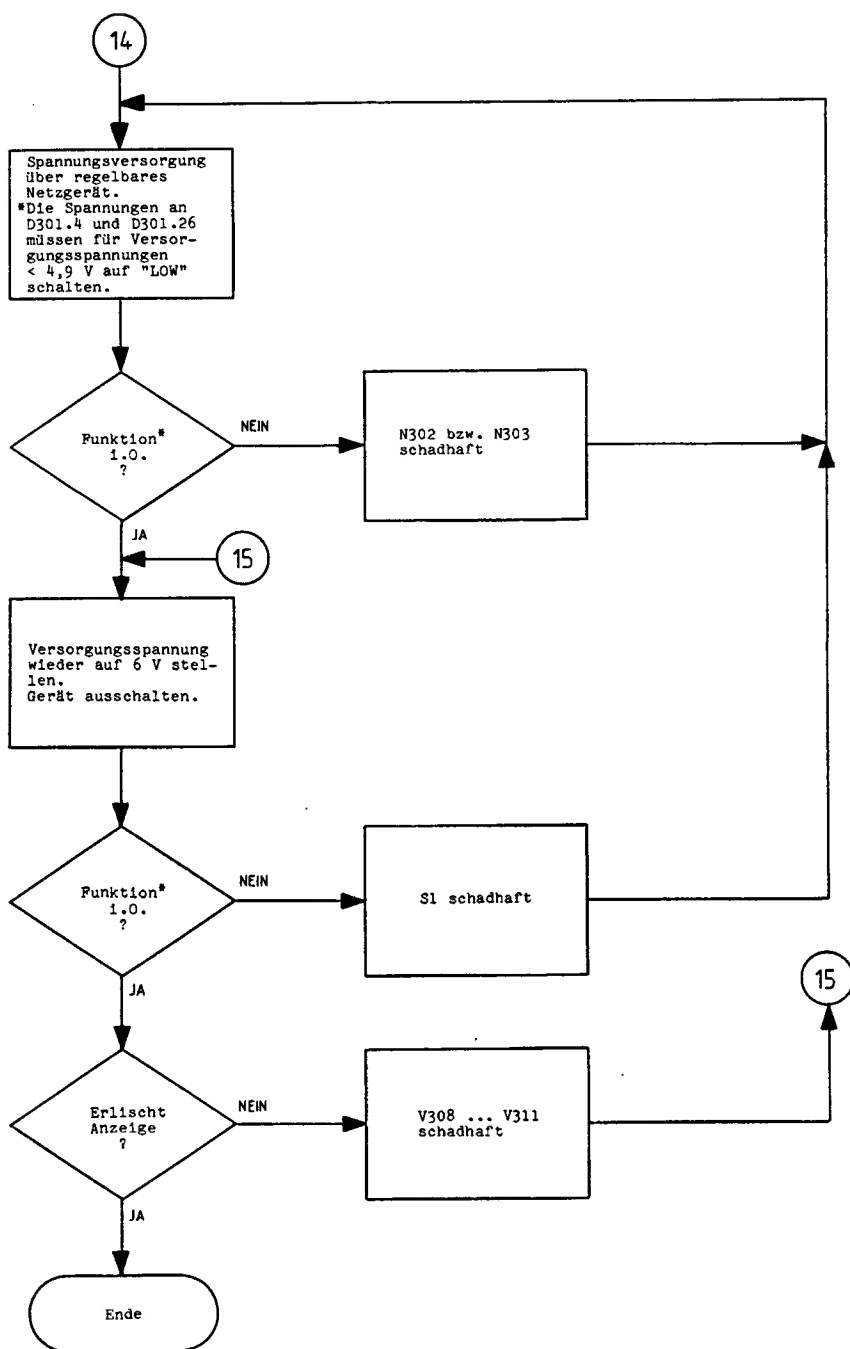 14
Spannungsversorgung
über regelbares
Netzgerät.
*Die Spannungen an
D301.4 und D301.26
müssen für Versor-
gungsspannungen
< 4,9 V auf "LOW"
schalten.
Funktion*
i.O.
?
NEIN
N302 bzw. N303
schadhaft
JA
15
Versorgungsspannung
wieder auf 6 V stel-
len.
Gerät ausschalten.
Funktion*
i.O.
?
NEIN
S1 schadhaft
JA
15
Erlischt
Anzeige
?
NEIN
V308 ... V311
schadhaft
JA
Ende